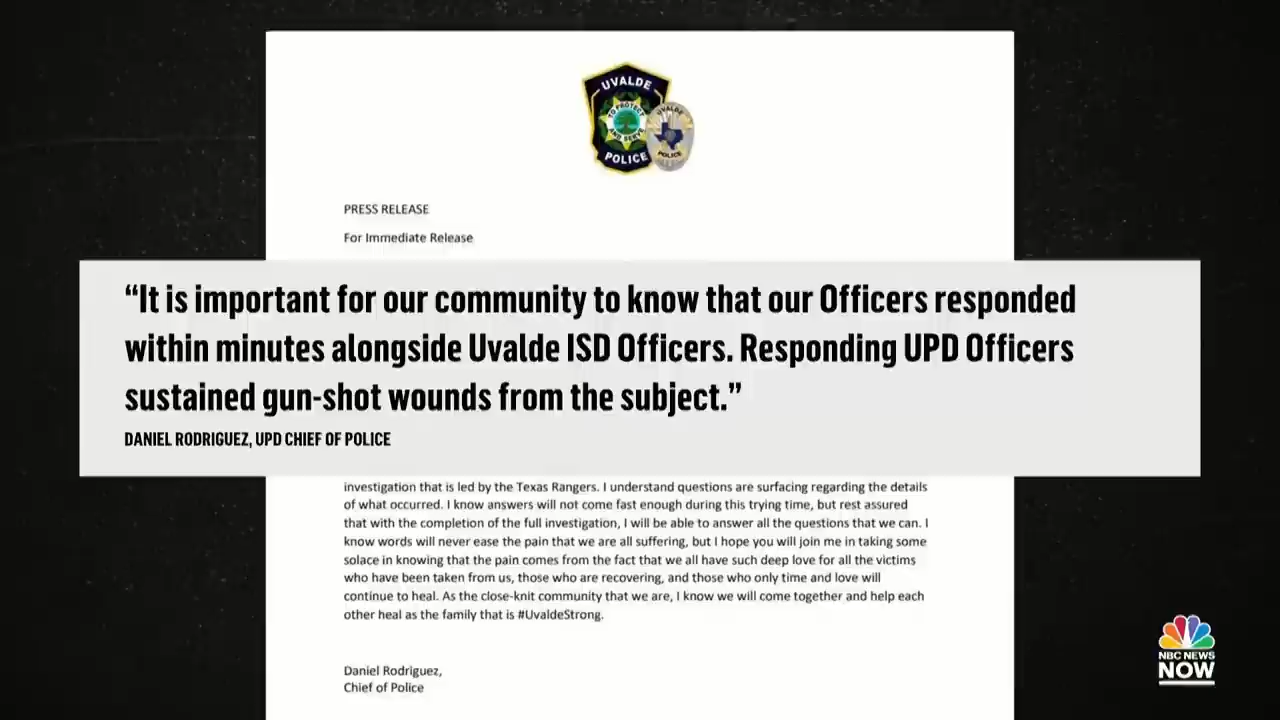 UVALDE
TO PROTECT
AND SERVE
POLICE
UVALDE
POLICE
PRESS RELEASE
For Immediate Release
“It is important for our community to know that our Officers responded
within minutes alongside Uvalde ISD Officers. Responding UPD Officers
sustained gun-shot wounds from the subject.”
DANIEL RODRIGUEZ, UPD CHIEF OF POLICE
investigation that is led by the Texas Rangers. I understand questions are surfacing regarding the details
of what occurred. I know answers will not come fast enough during this trying time, but rest assured
that with the completion of the full investigation, I will be able to answer all the questions that we can. I
know words will never ease the pain that we are all suffering, but I hope you will join me in taking some
solace in knowing that the pain comes from the fact that we all have such deep love for all the victims
who have been taken from us, those who are recovering, and those who only time and love will
continue to heal. As the close-knit community that we are, I know we will come together and help each
other heal as the family that is #UvaldeStrong.
Daniel Rodriguez,
Chief of Police
NBC NEWS
NOW